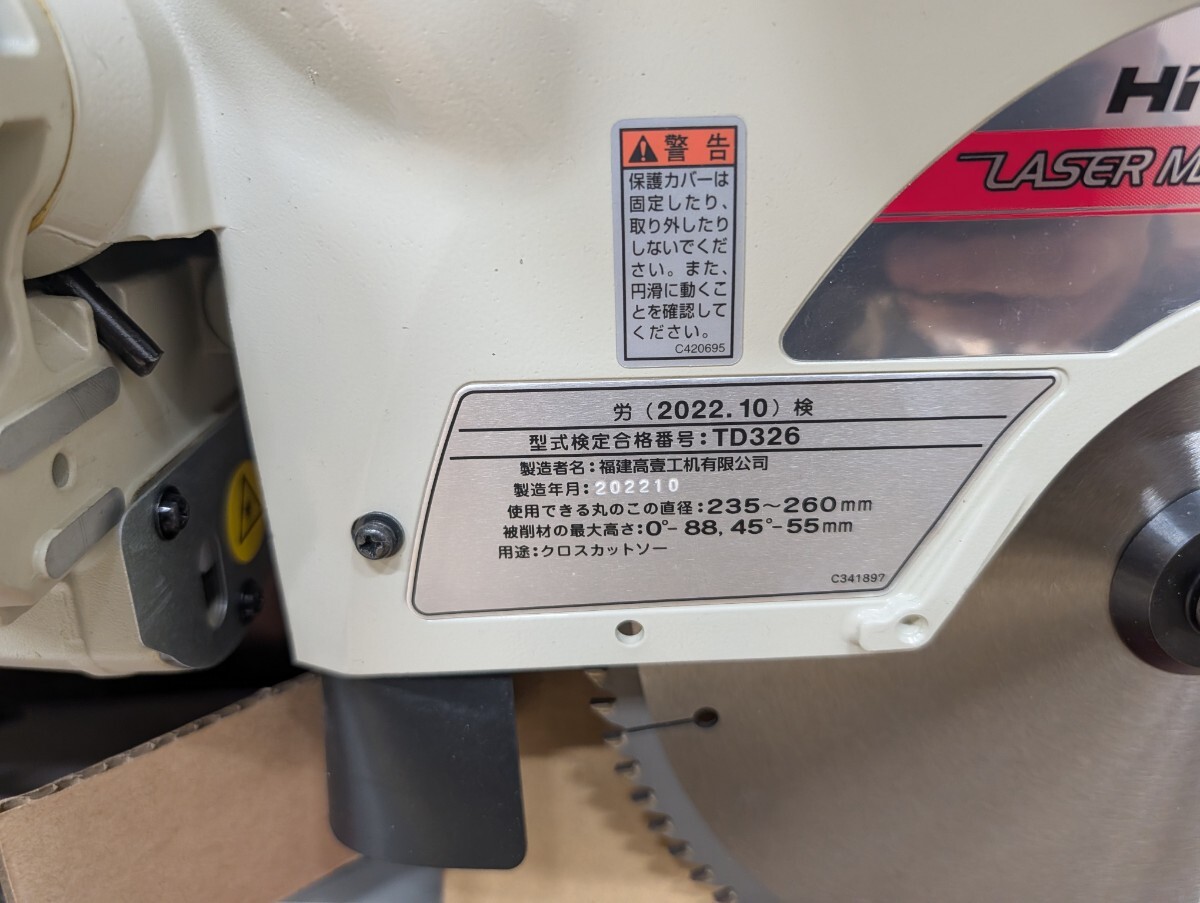 警告
保護カバーは
固定したり、
取り外したり
しないでくだ
さい。また、
円滑に動くこ
とを確認して
ください。
C420695
Hi
LASER M
労（2022.10）検
型式検定合格番号：TD326
製造者名：福建高壹工机有限公司
製造年月：202210
使用できる丸のこの直径：235～260mm
被削材の最大高さ：0°-88, 45°-55mm
用途：クロスカットソー
C341897